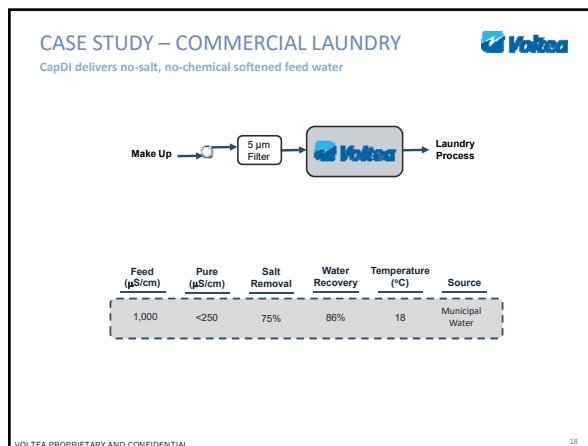 CASE STUDY – COMMERCIAL LAUNDRY
Voltea
CapDI delivers no-salt, no-chemical softened feed water
Make Up
5 µm
Filter
Voltea
Laundry
Process
Feed
(µS/cm)
Pure
(µS/cm)
Salt
Removal
Water
Recovery
Temperature
(°C)
Source
1,000
<250
75%
86%
18
Municipal
Water
VOLTEA PROPRIETARY AND CONFIDENTIAL
18